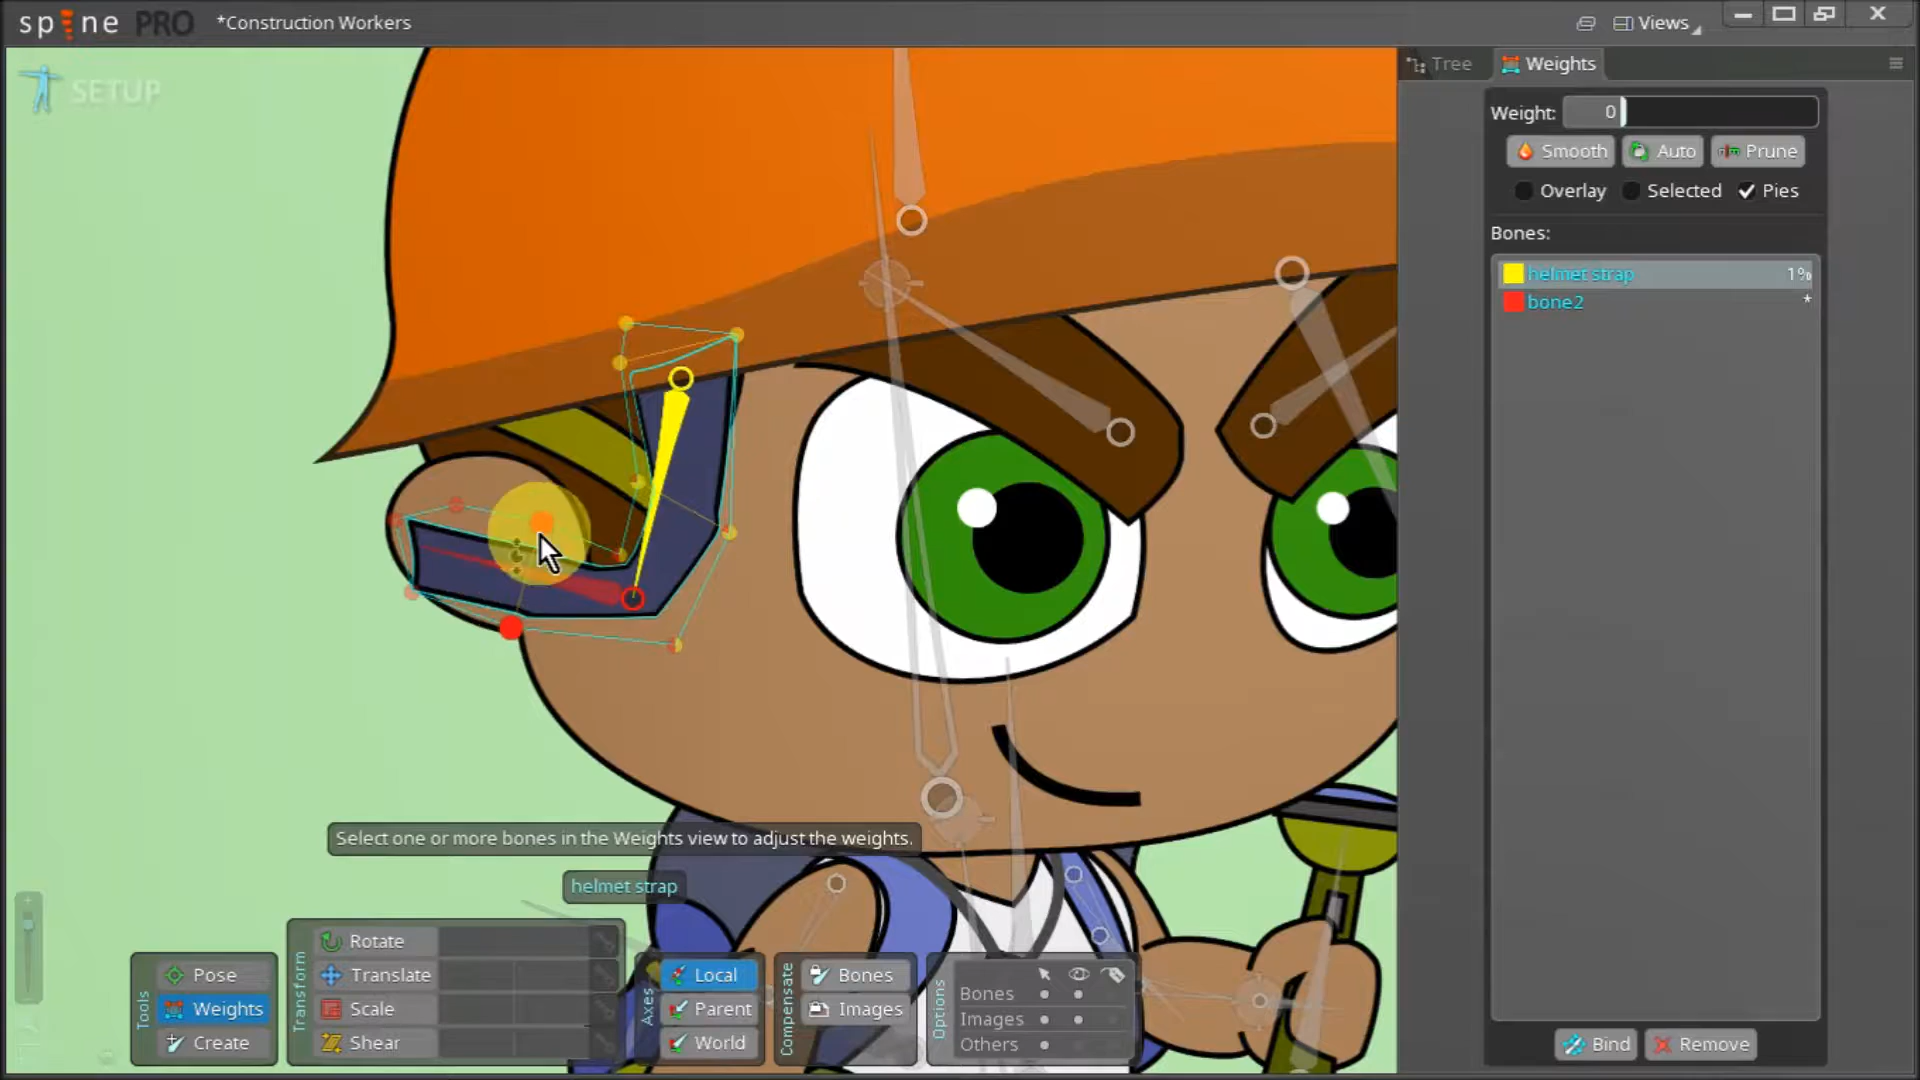 spine PRO *Construction Workers
Views
SETUP
Tree Weights
Weight: 0
Smooth Auto Prune
Overlay Selected Pies
Bones:
helmet strap 1%
bone2 *
Select one or more bones in the Weights view to adjust the weights.
helmet strap
Tools
Pose
Weights
Create
Transform
Rotate
Translate
Scale
Shear
Axes
Local
Parent
World
Compensate
Bones
Images
Options
Bones
Images
Others
Bind Remove